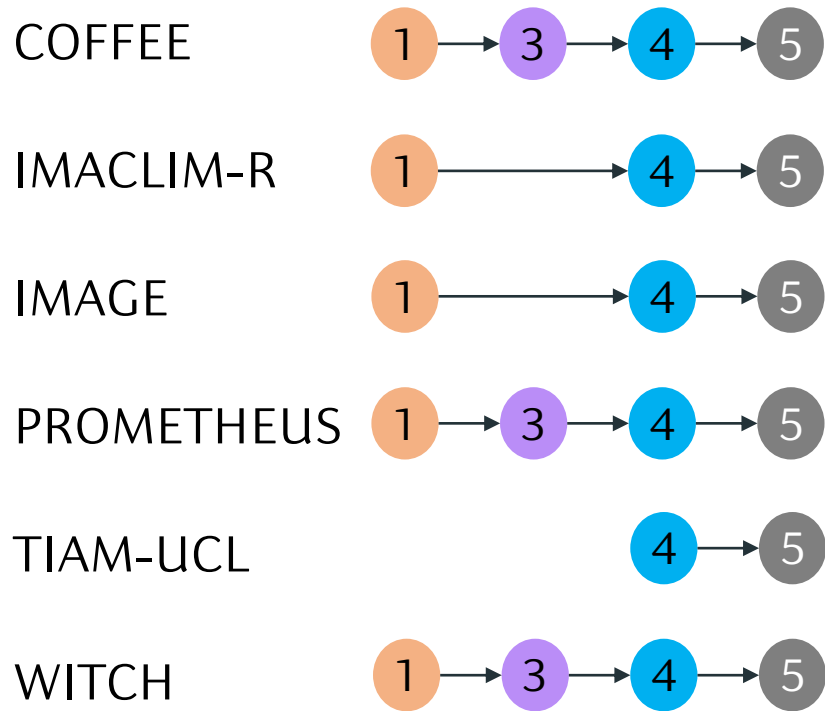 COFFEE 1 3 4 5
IMACLIM-R 1 4 5
IMAGE 1 4 5
PROMETHEUS 1 3 4 5
TIAM-UCL 4 5
WITCH 1 3 4 5